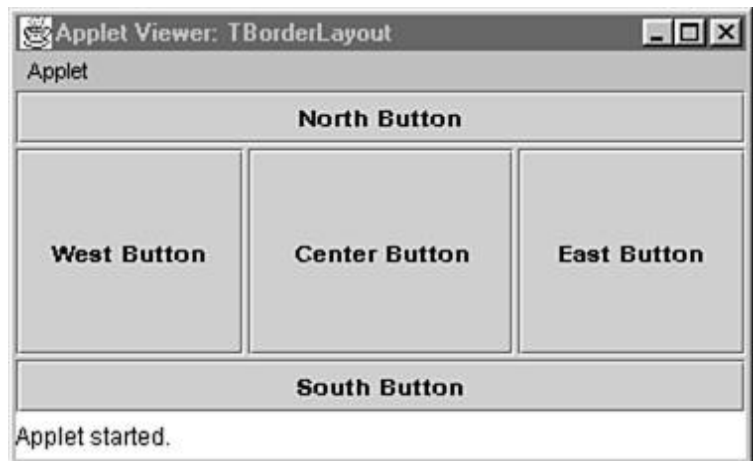 Applet Viewer: TBorderLayout
Applet
North Button
West Button
Center Button
East Button
South Button
Applet started.